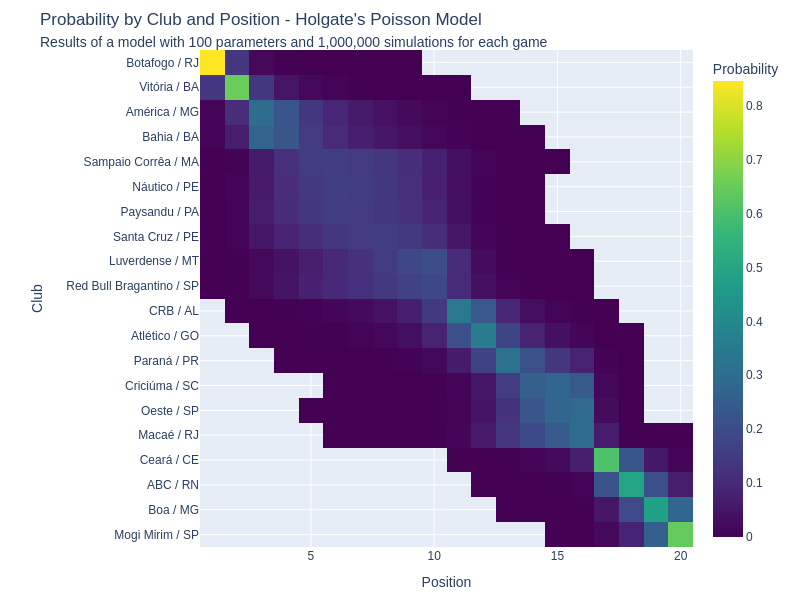 Probability by Club and Position - Holgate's Poisson Model
Results of a model with 100 parameters and 1,000,000 simulations for each game
Probability
Botafogo / RJ
Vitória / BA
América / MG
Bahia / BA
Sampaio Corrêa / MA
Náutico / PE
Paysandu / PA
Santa Cruz / PE
Luverdense / MT
Red Bull Bragantino / SP
CRB / AL
Atlético / GO
Paraná / PR
Criciúma / SC
Oeste / SP
Macaé / RJ
Ceará / CE
ABC / RN
Boa / MG
Mogi Mirim / SP
Club
5
10
15
20
Position
0.8
0.7
0.6
0.5
0.4
0.3
0.2
0.1
0